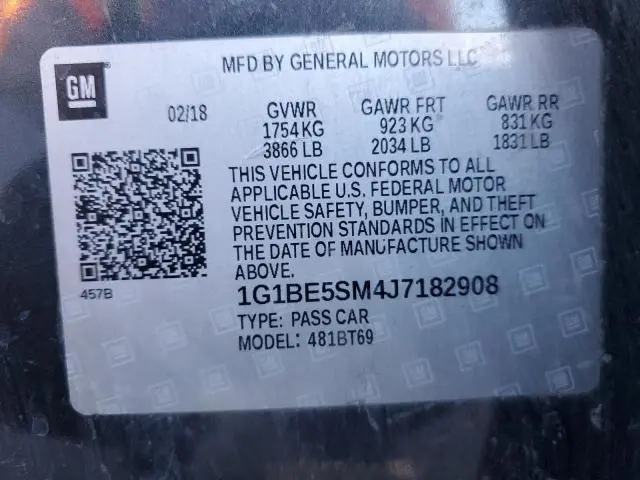 MFD BY GENERAL MOTORS LLC
GM
02/18 GVWR GAWR FRT GAWR RR
1754 KG 923 KG 831 KG
3866 LB 2034 LB 1831 LB
THIS VEHICLE CONFORMS TO ALL
APPLICABLE U.S. FEDERAL MOTOR
VEHICLE SAFETY, BUMPER, AND THEFT
PREVENTION STANDARDS IN EFFECT ON
THE DATE OF MANUFACTURE SHOWN
ABOVE.
457B
1G1BE5SM4J7182908
TYPE: PASS CAR
MODEL: 481BT69